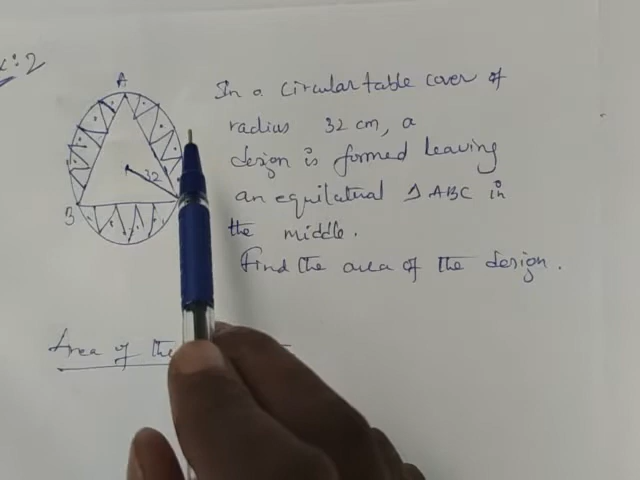 x:2
A
32
B
In a circular table cover of
radius 32 cm, a
design is formed leaving
an equilateral Δ ABC in
the middle.
Find the area of the design.
Area of the